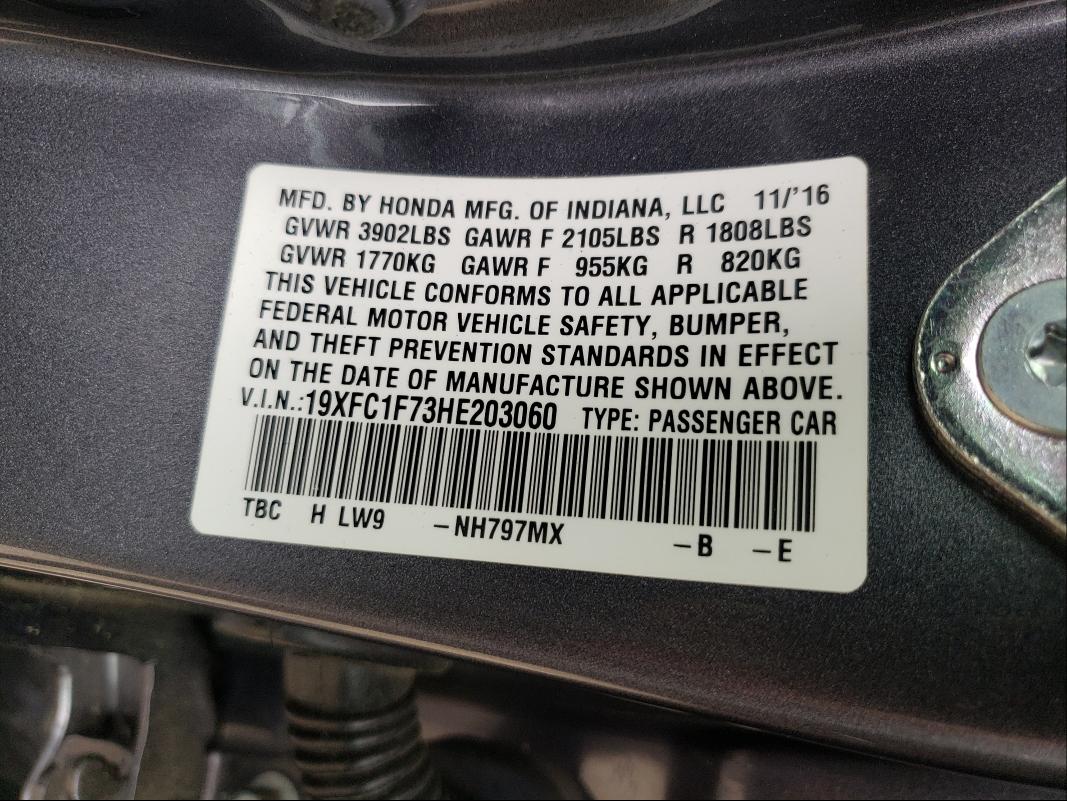 MFD. BY HONDA MFG. OF INDIANA, LLC 11/'16
GVWR 3902LBS GAWR F 2105LBS R 1808LBS
GVWR 1770KG GAWR F 955KG R 820KG
THIS VEHICLE CONFORMS TO ALL APPLICABLE
FEDERAL MOTOR VEHICLE SAFETY, BUMPER,
AND THEFT PREVENTION STANDARDS IN EFFECT
ON THE DATE OF MANUFACTURE SHOWN ABOVE.
V.I.N.:19XFC1F73HE203060 TYPE: PASSENGER CAR
TBC H LW9 –NH797MX –B –E